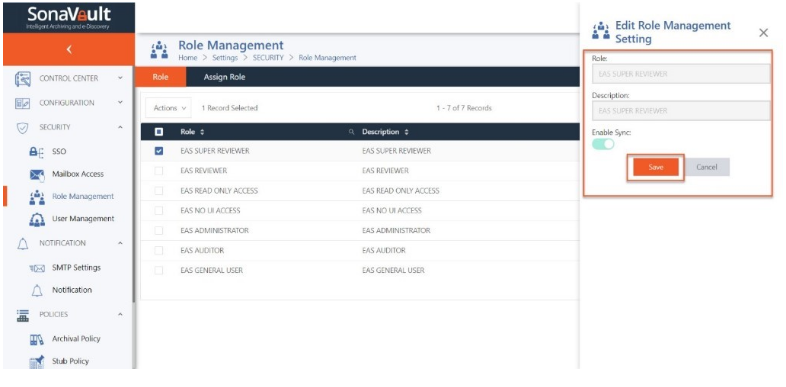 SonaVault
Intelligent Archiving and e-Discovery
CONTROL CENTER
CONFIGURATION
SECURITY
SSO
Mailbox Access
Role Management
User Management
NOTIFICATION
SMTP Settings
Notification
POLICIES
Archival Policy
Stub Policy
Role Management
Home > Settings > SECURITY > Role Management
Role Assign Role
Actions 1 Record Selected 1 - 7 of 7 Records
Role Description
EAS SUPER REVIEWER EAS SUPER REVIEWER
EAS REVIEWER EAS REVIEWER
EAS READ ONLY ACCESS EAS READ ONLY ACCESS
EAS NO UI ACCESS EAS NO UI ACCESS
EAS ADMINISTRATOR EAS ADMINISTRATOR
EAS AUDITOR EAS AUDITOR
EAS GENERAL USER EAS GENERAL USER
Edit Role Management
Setting
Role:
EAS SUPER REVIEWER
Description:
EAS SUPER REVIEWER
Enable Sync:
Save Cancel